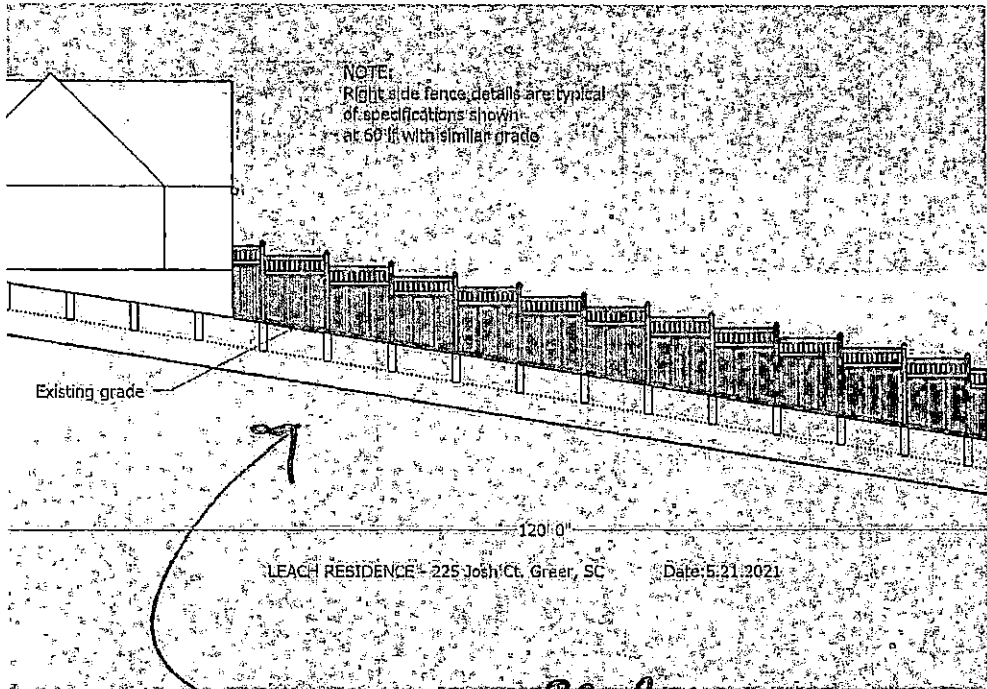 NOTE:
Right side fence details are typical
of specifications shown
at 60 lf with similar grade
Existing grade
120' 0"
LEACH RESIDENCE - 225 Josh Ct. Greer, SC
Date:5.21.2021